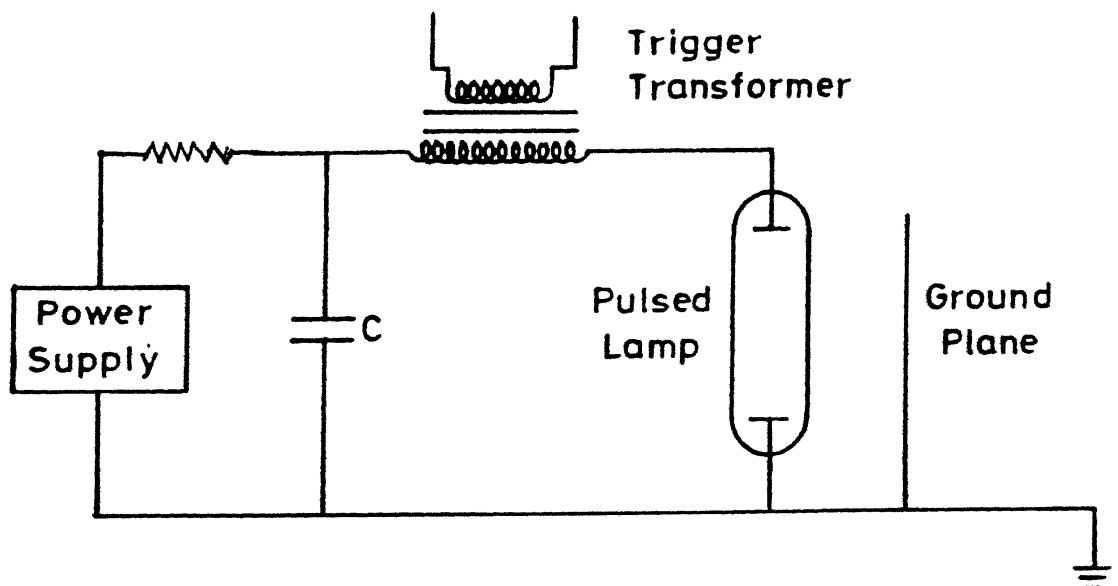 Trigger
Transformer
Power
Supply
C
Pulsed
Lamp
Ground
Plane